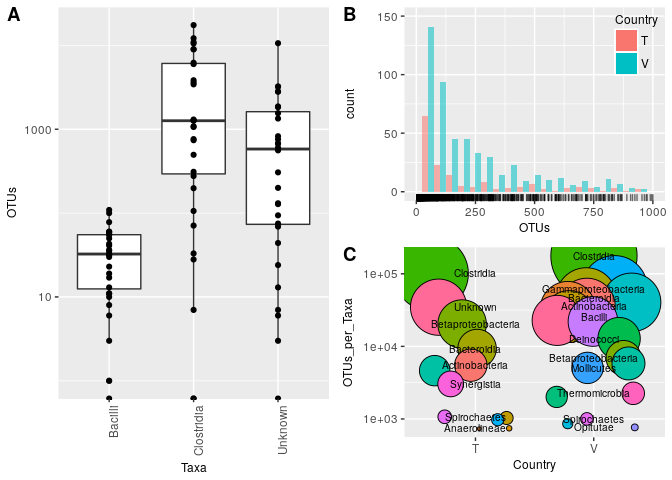 A
OTUs
1000
10
Bacilli
Clostridia
Unknown
Taxa
B
count
150
100
50
0
0
250
500
750
1000
OTUs
Country
T
V
C
OTUs_per_Taxa
1e+05
1e+04
1e+03
Clostridia
Unknown
Betaproteobacteria
Bacteroidia
Actinobacteria
Synergistia
Spirochaetes
Anaerolineae
Clostridia
Gammaproteobacteria
Bacteroidia
Actinobacteria
Bacilli
Deinococci
Betaproteobacteria
Mollicutes
Thermomicrobia
Spirochaetes
Opitutae
T
V
Country